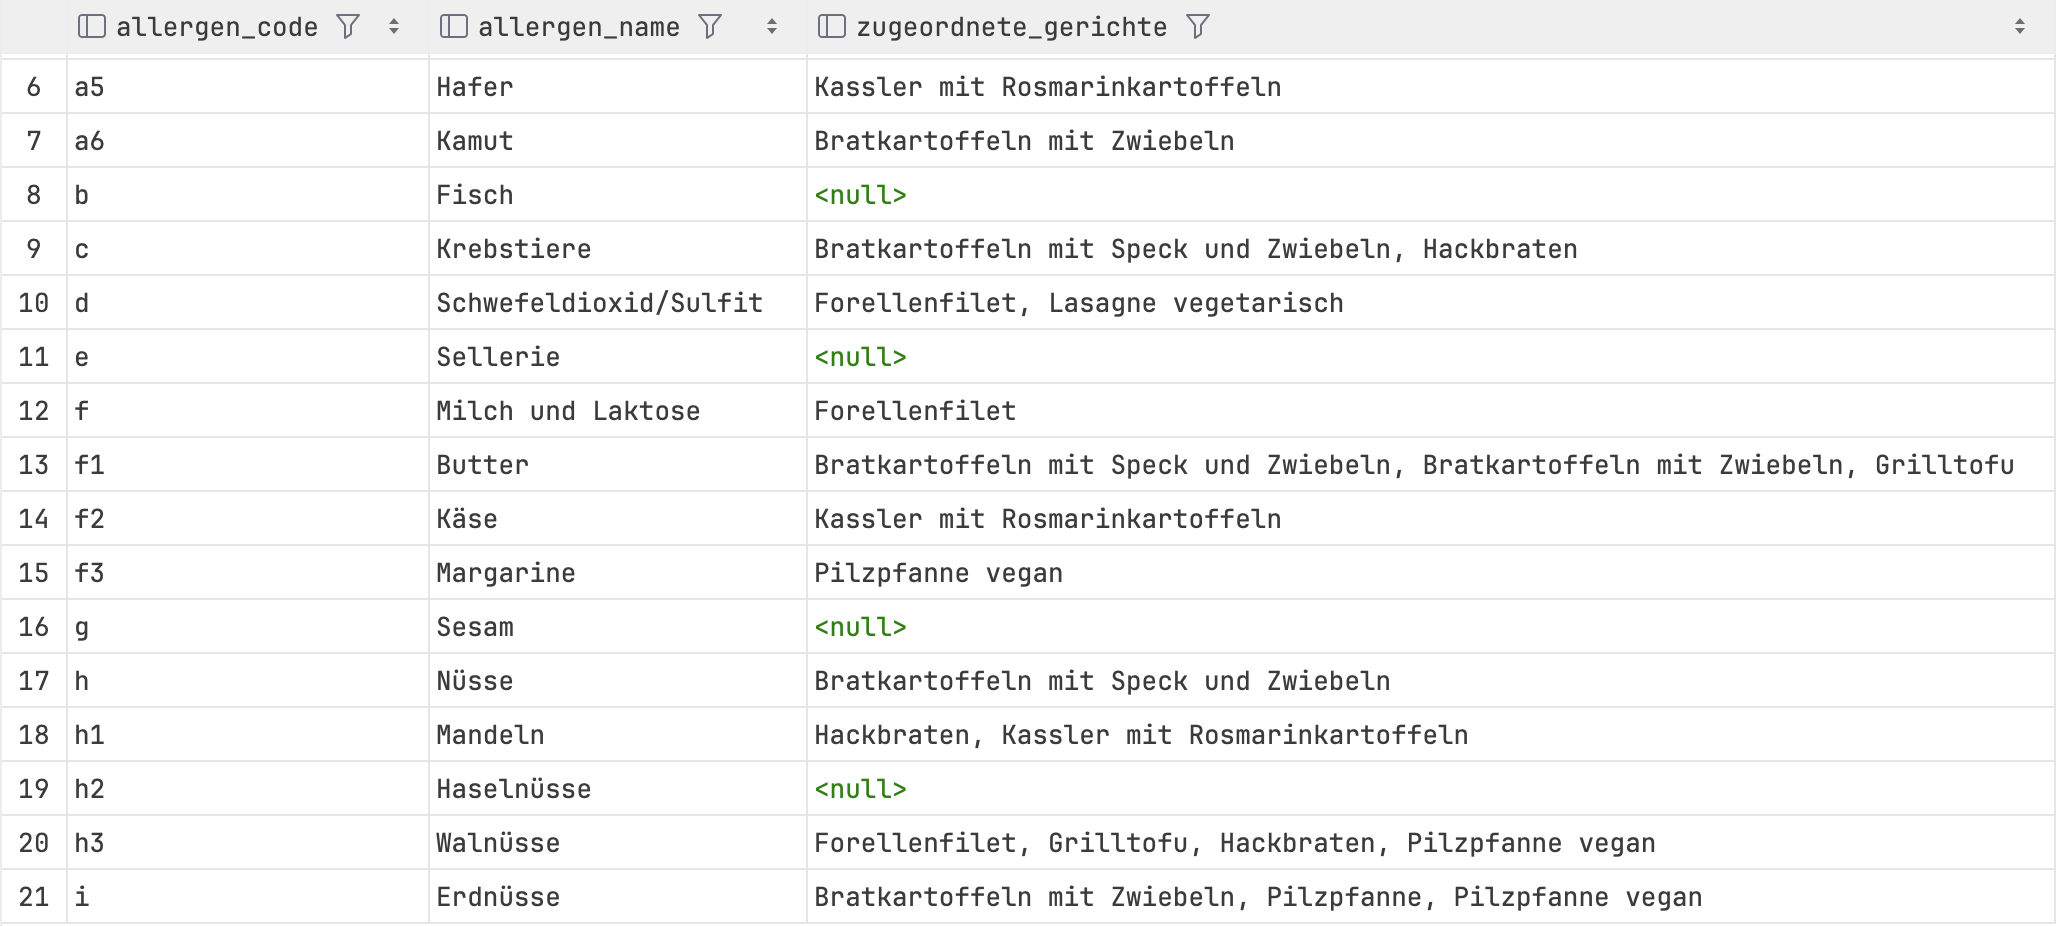 allergen_code allergen_name zugeordnete_gerichte
6 a5 Hafer Kassler mit Rosmarinkartoffeln
7 a6 Kamut Bratkartoffeln mit Zwiebeln
8 b Fisch <null>
9 c Krebstiere Bratkartoffeln mit Speck und Zwiebeln, Hackbraten
10 d Schwefeldioxid/Sulfit Forellenfilet, Lasagne vegetarisch
11 e Sellerie <null>
12 f Milch und Laktose Forellenfilet
13 f1 Butter Bratkartoffeln mit Speck und Zwiebeln, Bratkartoffeln mit Zwiebeln, Grilltofu
14 f2 Käse Kassler mit Rosmarinkartoffeln
15 f3 Margarine Pilzpfanne vegan
16 g Sesam <null>
17 h Nüsse Bratkartoffeln mit Speck und Zwiebeln
18 h1 Mandeln Hackbraten, Kassler mit Rosmarinkartoffeln
19 h2 Haselnüsse <null>
20 h3 Walnüsse Forellenfilet, Grilltofu, Hackbraten, Pilzpfanne vegan
21 i Erdnüsse Bratkartoffeln mit Zwiebeln, Pilzpfanne, Pilzpfanne vegan